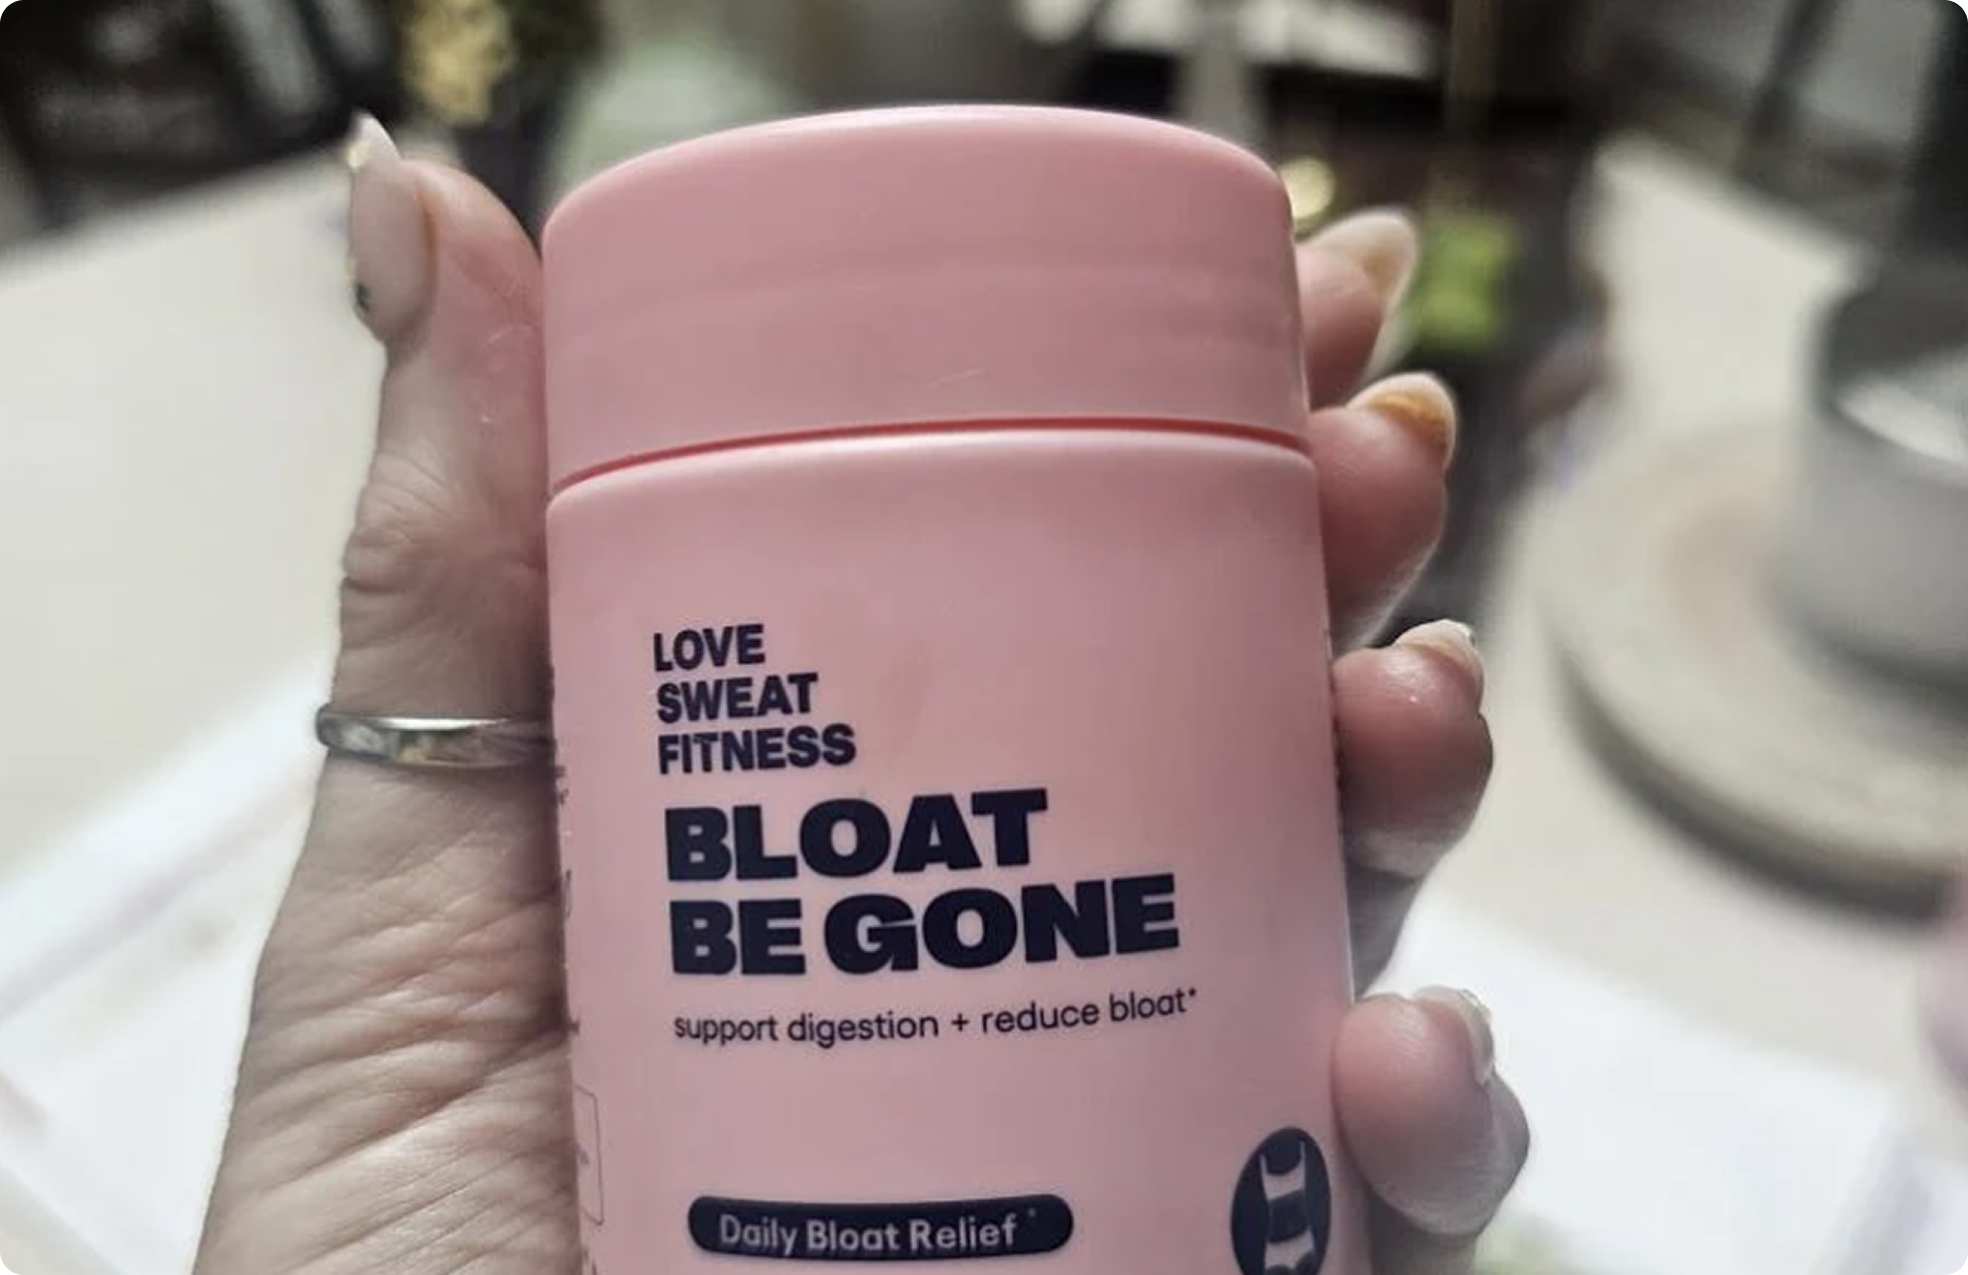 LOVE
SWEAT
FITNESS
BLOAT
BE GONE
support digestion + reduce bloat*
Daily Bloat Relief*